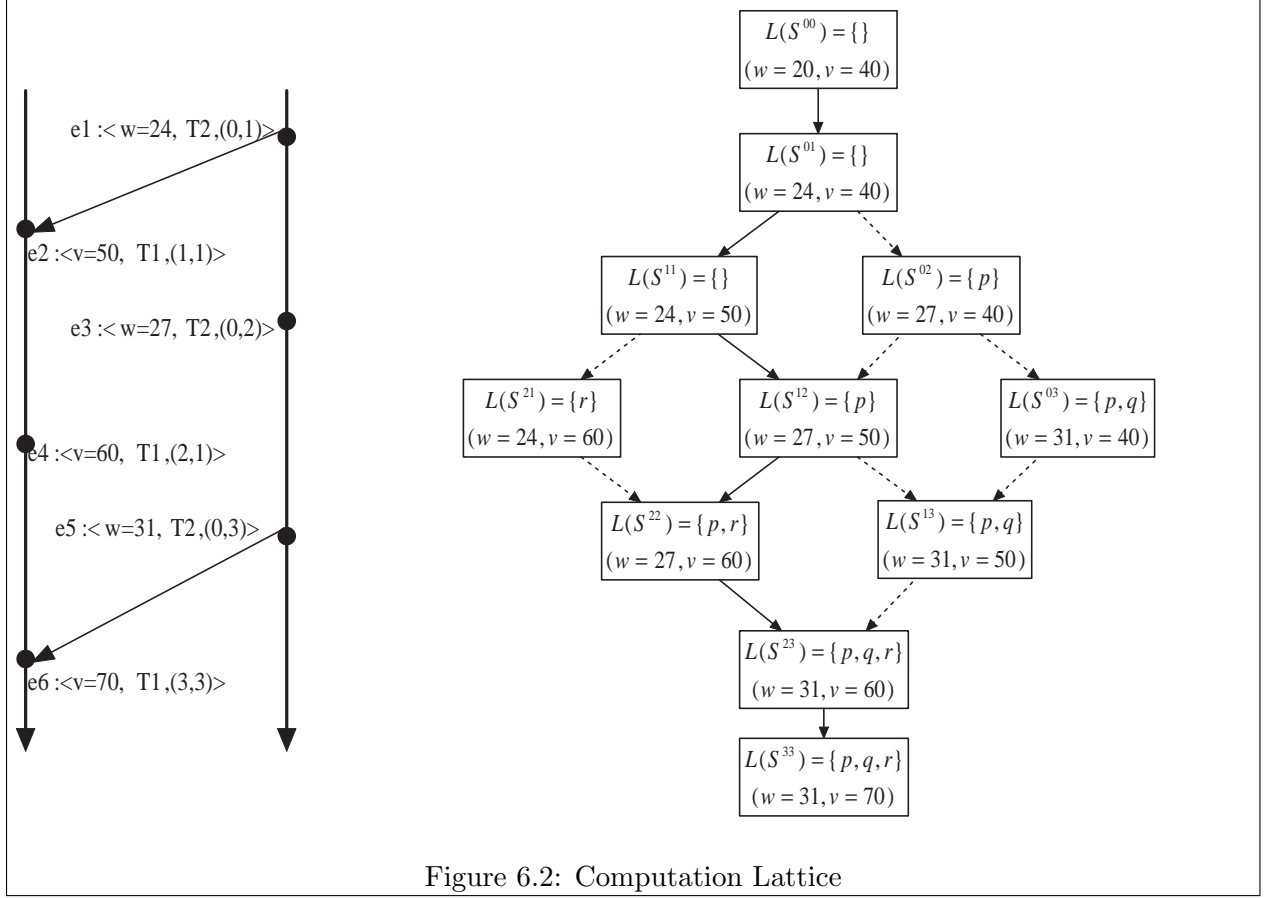 e1 :< w=24, T2,(0,1)>
e2 :<v=50, T1,(1,1)>
e3 :< w=27, T2,(0,2)>
e4 :<v=60, T1,(2,1)>
e5 :< w=31, T2,(0,3)>
e6 :<v=70, T1,(3,3)>
L(S^{00}) = { }
(w = 20, v = 40)
L(S^{01}) = { }
(w = 24, v = 40)
L(S^{11}) = { }
(w = 24, v = 50)
L(S^{02}) = { p}
(w = 27, v = 40)
L(S^{21}) = { r}
(w = 24, v = 60)
L(S^{12}) = { p}
(w = 27, v = 50)
L(S^{03}) = { p, q}
(w = 31, v = 40)
L(S^{22}) = { p, r}
(w = 27, v = 60)
L(S^{13}) = { p, q}
(w = 31, v = 50)
L(S^{23}) = { p, q, r}
(w = 31, v = 60)
L(S^{33}) = { p, q, r}
(w = 31, v = 70)
Figure 6.2: Computation Lattice